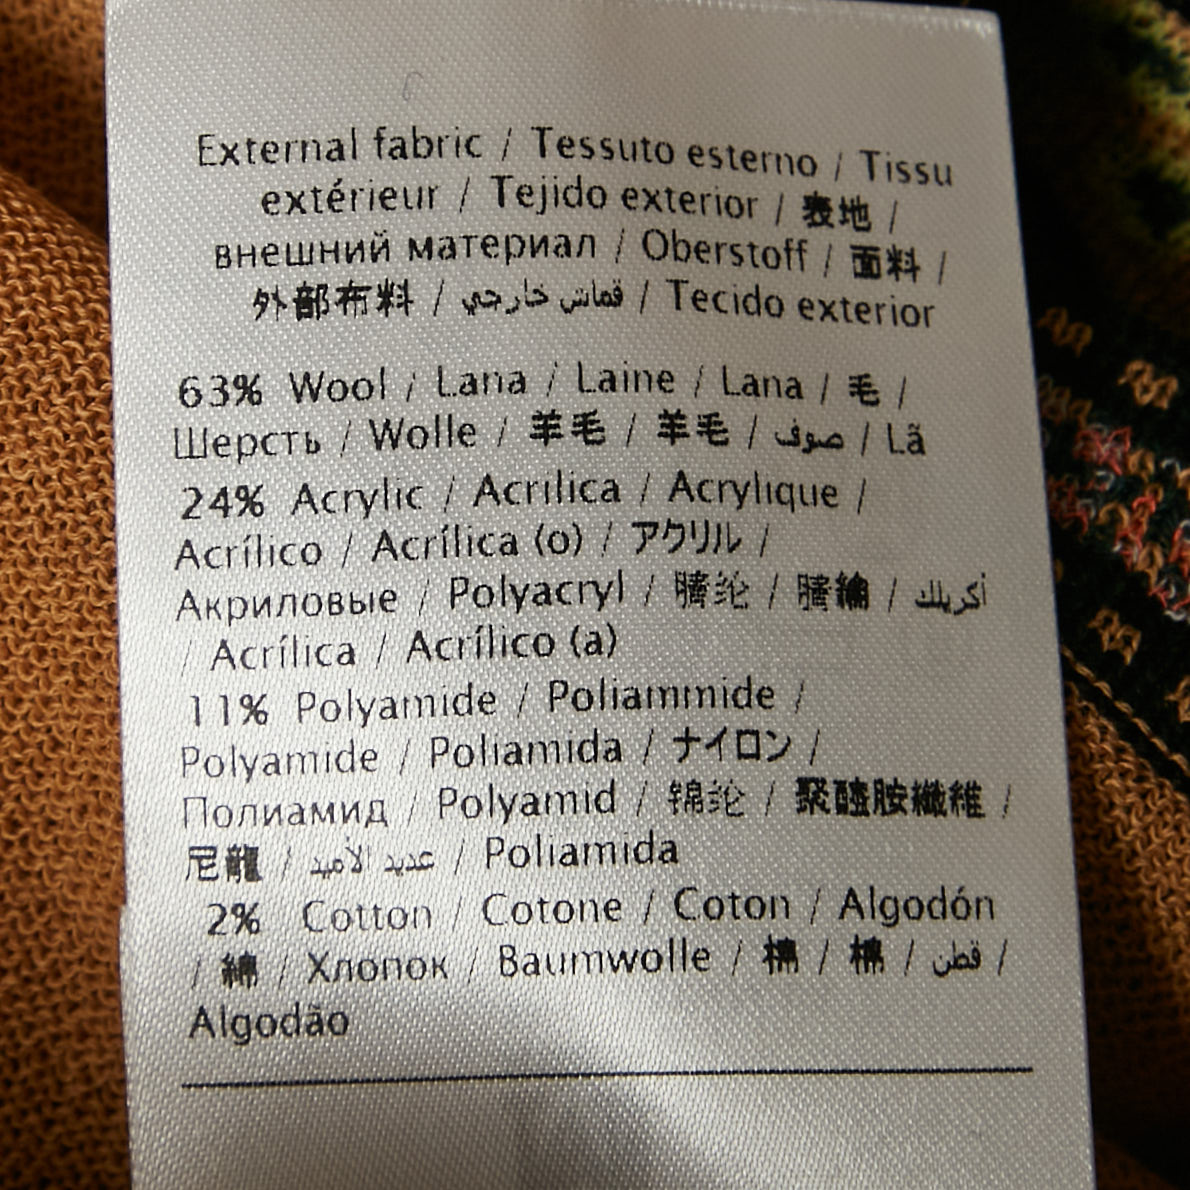 External fabric / Tessuto esterno / Tissu
extérieur / Tejido exterior / 表地 /
внешний материал / Oberstoff / 面料 /
外部布料 / قماش خارجي / Tecido exterior
63% Wool / Lana / Laine / Lana / 毛 /
Шерсть / Wolle / 羊毛 / 羊毛 / صوف / Lã
24% Acrylic / Acrilica / Acrylique /
Acrílico / Acrílica (o) / アクリル /
Акриловые / Polyacryl / 腈纶 / 腈綸 / أكريلك
/ Acrílica / Acrílico (a)
11% Polyamide / Poliammide /
Polyamide / Poliamida / ナイロン /
Полиамид / Polyamid / 锦纶 / 聚醯胺纖維 /
尼龍 / عديد الأميد / Poliamida
2% Cotton / Cotone / Coton / Algodón
/ 綿 / Хлопок / Baumwolle / 棉 / 棉 / قطن /
Algodão